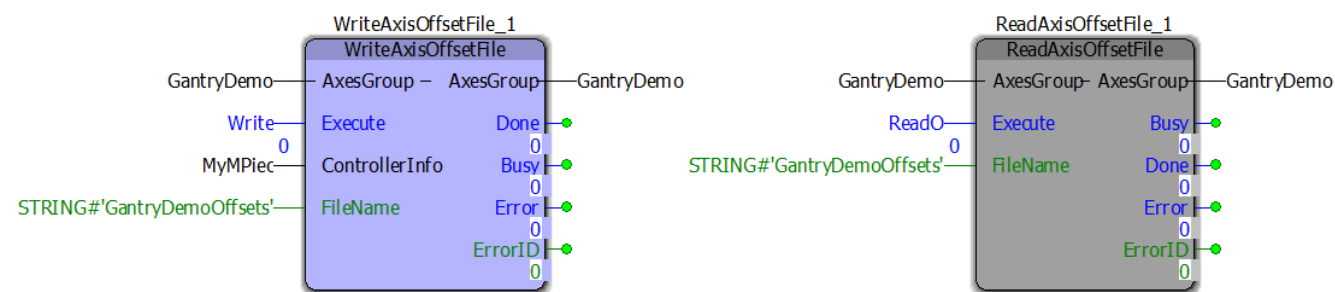 WriteAxisOffsetFile_1
WriteAxisOffsetFile
GantryDemo AxesGroup – AxesGroup GantryDemo
Write Execute Done
0 0
MyMPiec ControllerInfo Busy
0
STRING#'GantryDemoOffsets' FileName Error
0
ErrorID
0
ReadAxisOffsetFile_1
ReadAxisOffsetFile
GantryDemo AxesGroup – AxesGroup GantryDemo
ReadO Execute Busy
0 0
STRING#'GantryDemoOffsets' FileName Done
0
Error
0
ErrorID
0